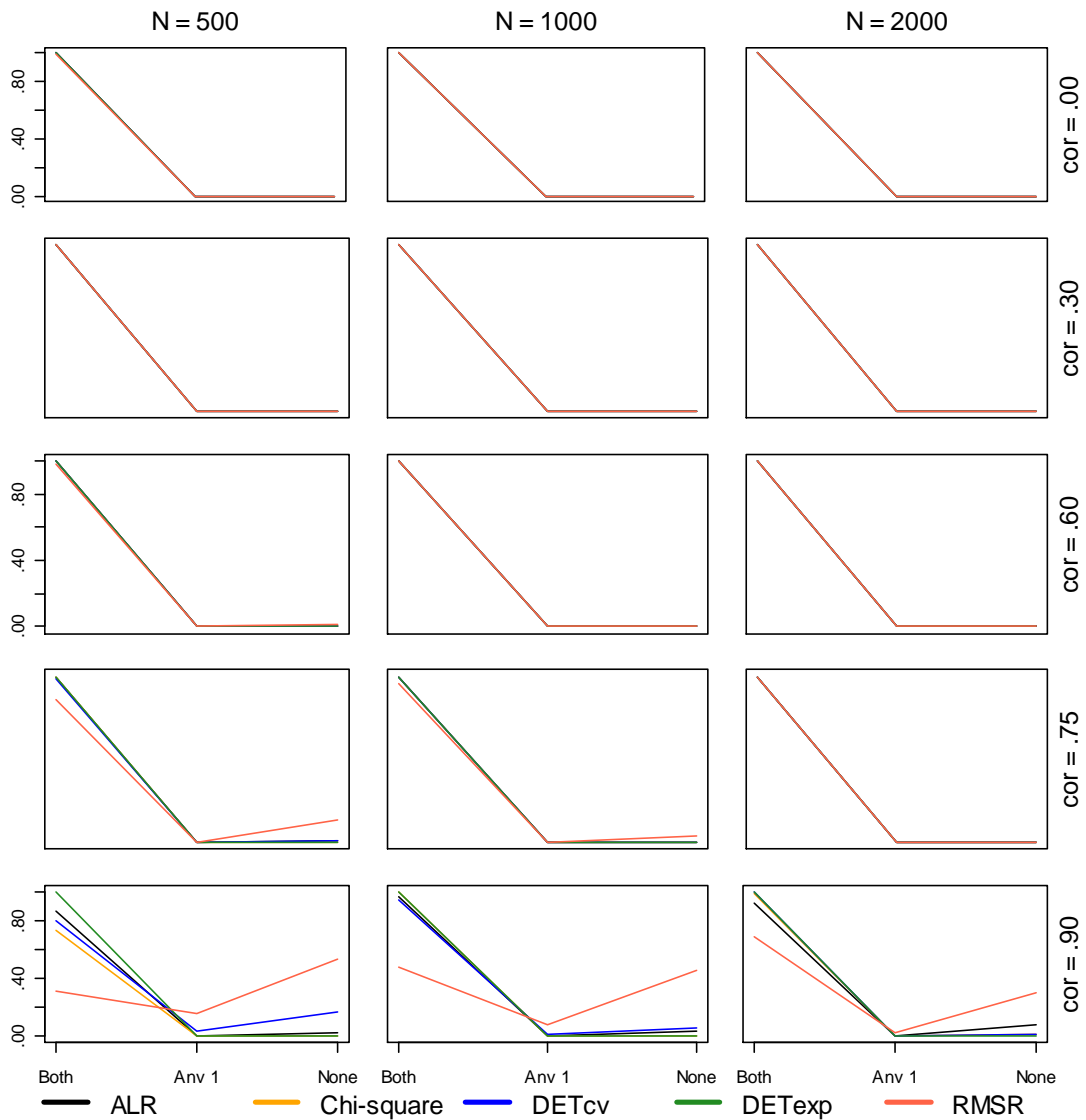 N = 500 N = 1000 N = 2000
.00 .40 .80
cor = .00
cor = .30
.00 .40 .80
cor = .60
cor = .75
.00 .40 .80
cor = .90
Both Anv 1 None Both Anv 1 None Both Anv 1 None
ALR Chi-square DETcv DETexp RMSR